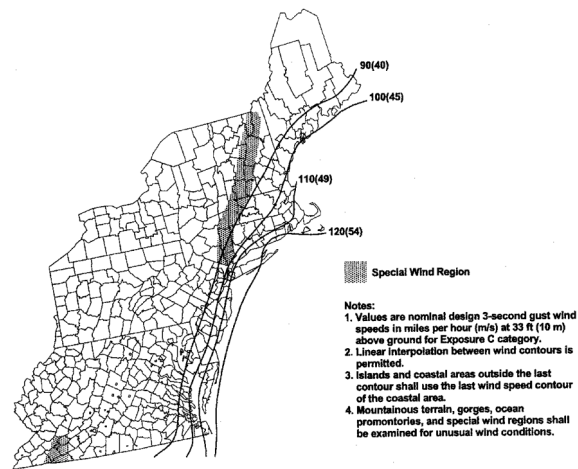 90(40)
100(45)
110(49)
120(54)
Special Wind Region
Notes:
1. Values are nominal design 3-second gust wind
speeds in miles per hour (m/s) at 33 ft (10 m)
above ground for Exposure C category.
2. Linear interpolation between wind contours is
permitted.
3. Islands and coastal areas outside the last
contour shall use the last wind speed contour
of the coastal area.
4. Mountainous terrain, gorges, ocean
promontories, and special wind regions shall
be examined for unusual wind conditions.